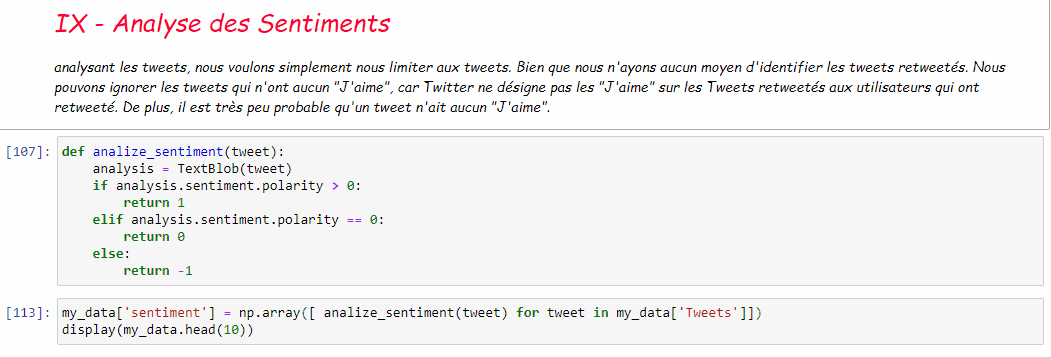 IX - Analyse des Sentiments
analysant les tweets, nous voulons simplement nous limiter aux tweets. Bien que nous n'ayons aucun moyen d'identifier les tweets retweetés. Nous
pouvons ignorer les tweets qui n'ont aucun "J'aime", car Twitter ne désigne pas les "J'aime" sur les Tweets retweetés aux utilisateurs qui ont
retweeté. De plus, il est très peu probable qu'un tweet n'ait aucun "J'aime".
[107]: def analize_sentiment(tweet):
    analysis = TextBlob(tweet)
    if analysis.sentiment.polarity > 0:
        return 1
    elif analysis.sentiment.polarity == 0:
        return 0
    else:
        return -1
[113]: my_data['sentiment'] = np.array([ analize_sentiment(tweet) for tweet in my_data['Tweets']])
display(my_data.head(10))